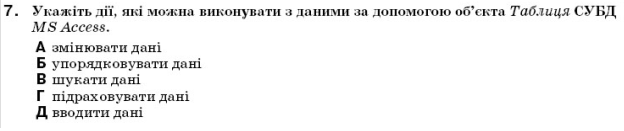 7. Укажіть дії, які можна виконувати з даними за допомогою об’єкта Таблиця СУБД
MS Access.
А змінювати дані
Б упорядковувати дані
В шукати дані
Г підраховувати дані
Д вводити дані